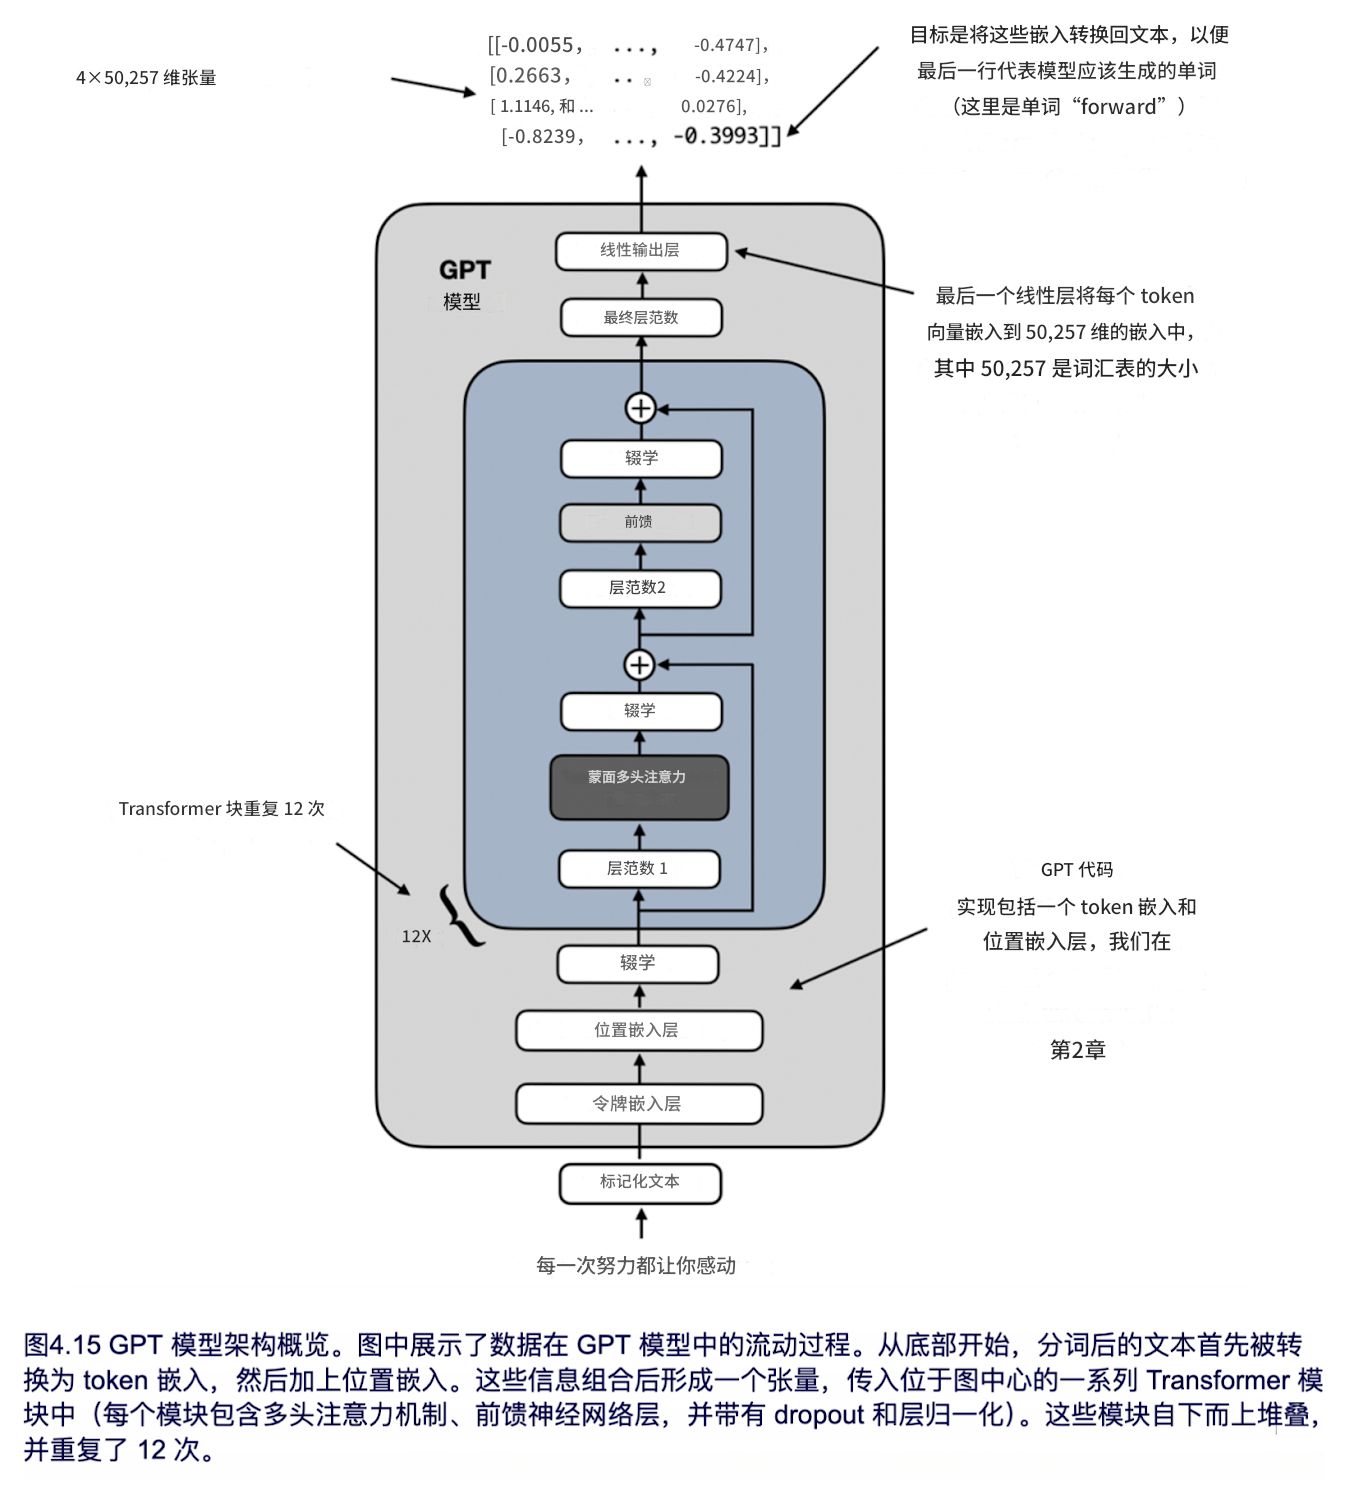 [[-0.0055， ..., -0.4747]，
[0.2663， .. -0.4224]，
[ 1.1146, 和 ... 0.0276],
[-0.8239， ..., -0.3993]]
4×50,257 维张量
目标是将这些嵌入转换回文本，以便
最后一行代表模型应该生成的单词
（这里是单词“forward”）
GPT
模型
线性输出层
最终层范数
最后一个线性层将每个 token
向量嵌入到 50,257 维的嵌入中，
其中 50,257 是词汇表的大小
辍学
前馈
层范数2
辍学
蒙面多头注意力
层范数 1
Transformer 块重复 12 次
12X
辍学
位置嵌入层
令牌嵌入层
GPT 代码
实现包括一个 token 嵌入和
位置嵌入层，我们在
第2章
标记化文本
每一次努力都让你感动
图4.15 GPT 模型架构概览。图中展示了数据在 GPT 模型中的流动过程。从底部开始，分词后的文本首先被转
换为 token 嵌入，然后加上位置嵌入。这些信息组合后形成一个张量，传入位于图中心的一系列 Transformer 模
块中（每个模块包含多头注意力机制、前馈神经网络层，并带有 dropout 和层归一化）。这些模块自下而上堆叠，
并重复了 12 次。